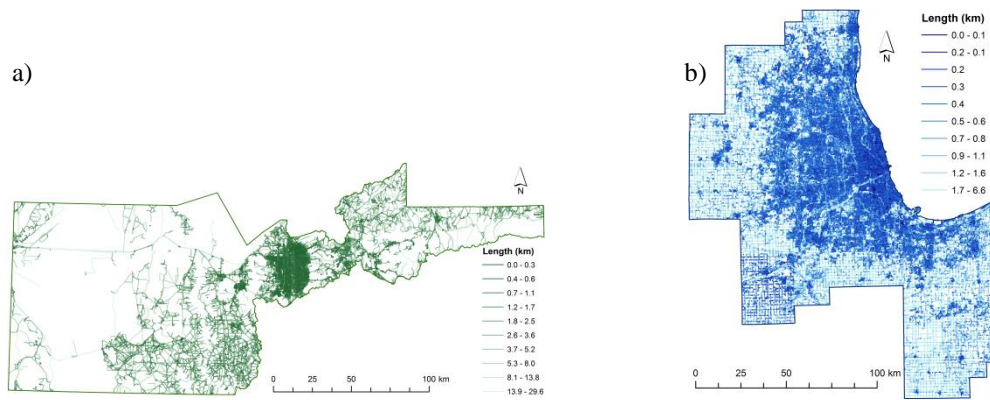 a)
N
Length (km)
0.0 - 0.3
0.4 - 0.6
0.7 - 1.1
1.2 - 1.7
1.8 - 2.5
2.6 - 3.6
3.7 - 5.2
5.3 - 8.0
8.1 - 13.8
13.9 - 29.6
0 25 50 100 km
b)
N
Length (km)
0.0 - 0.1
0.2 - 0.1
0.2
0.3
0.4
0.5 - 0.6
0.7 - 0.8
0.9 - 1.1
1.2 - 1.6
1.7 - 6.6
0 25 50 100 km